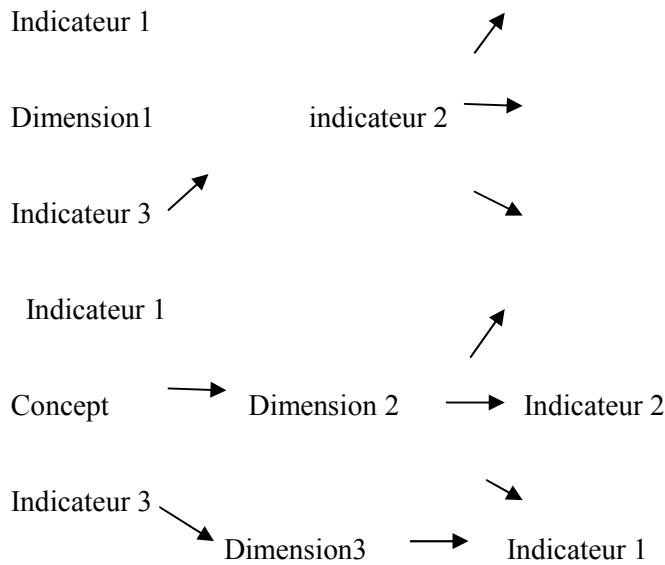 Indicateur 1
Dimension1 indicateur 2
Indicateur 3
Indicateur 1
Concept Dimension 2 Indicateur 2
Indicateur 3
Dimension3 Indicateur 1